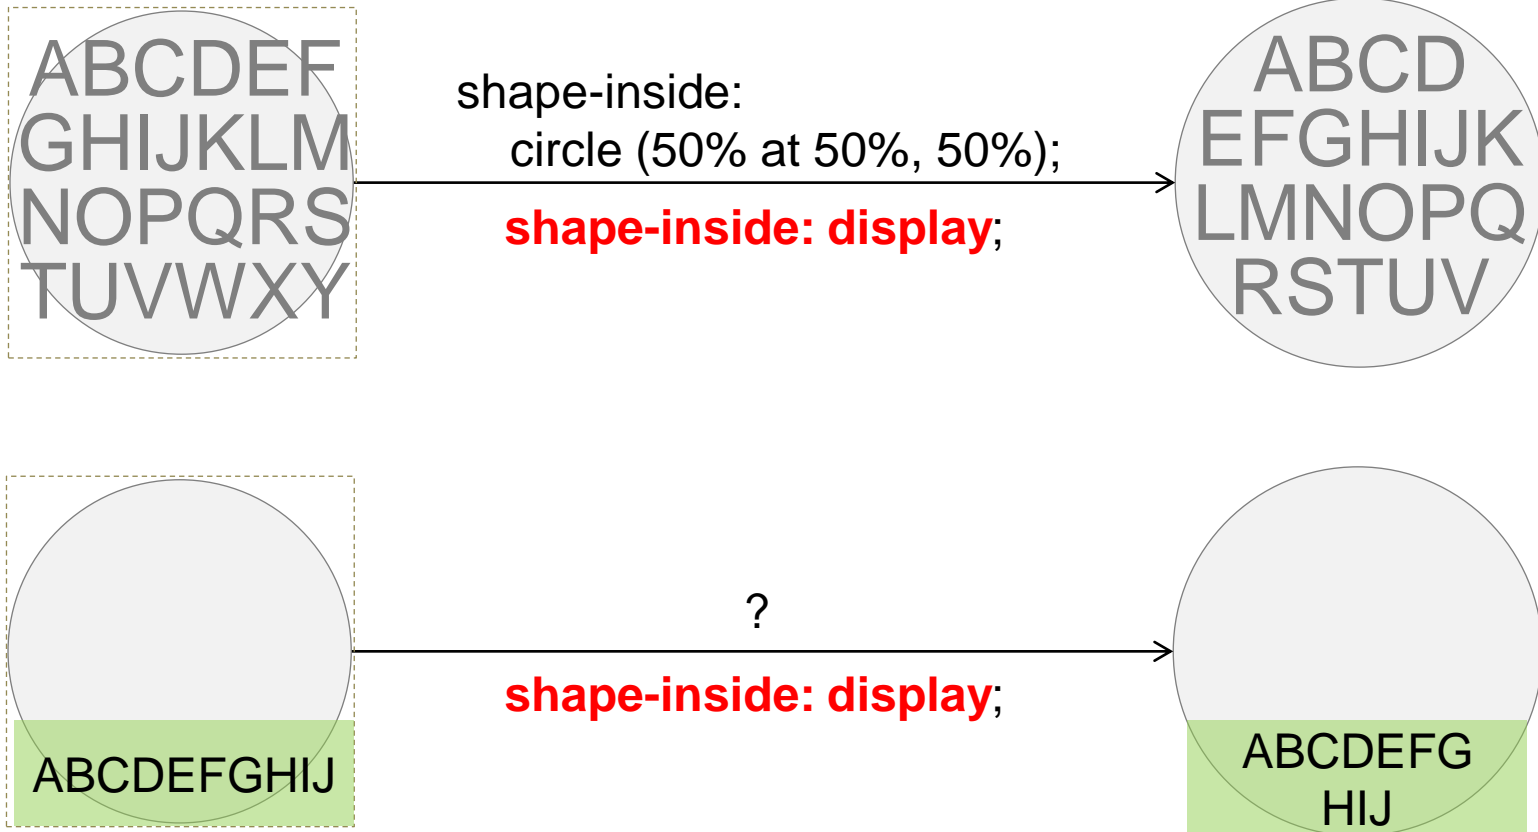 ABCDEF
GHIJKLM
NOPQRS
TUVWXY
shape-inside:
circle (50% at 50%, 50%);
shape-inside: display;
ABCD
EFGHIJK
LMNOPQ
RSTUV
ABCDEFGHIJ
?
shape-inside: display;
ABCDEFG
HIJ